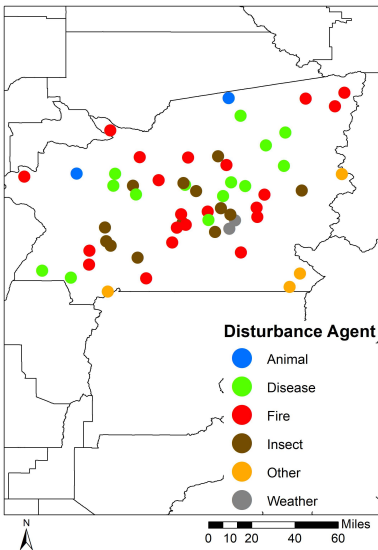 Disturbance Agent
Animal
Disease
Fire
Insect
Other
Weather
N
Miles
0 10 20 40 60